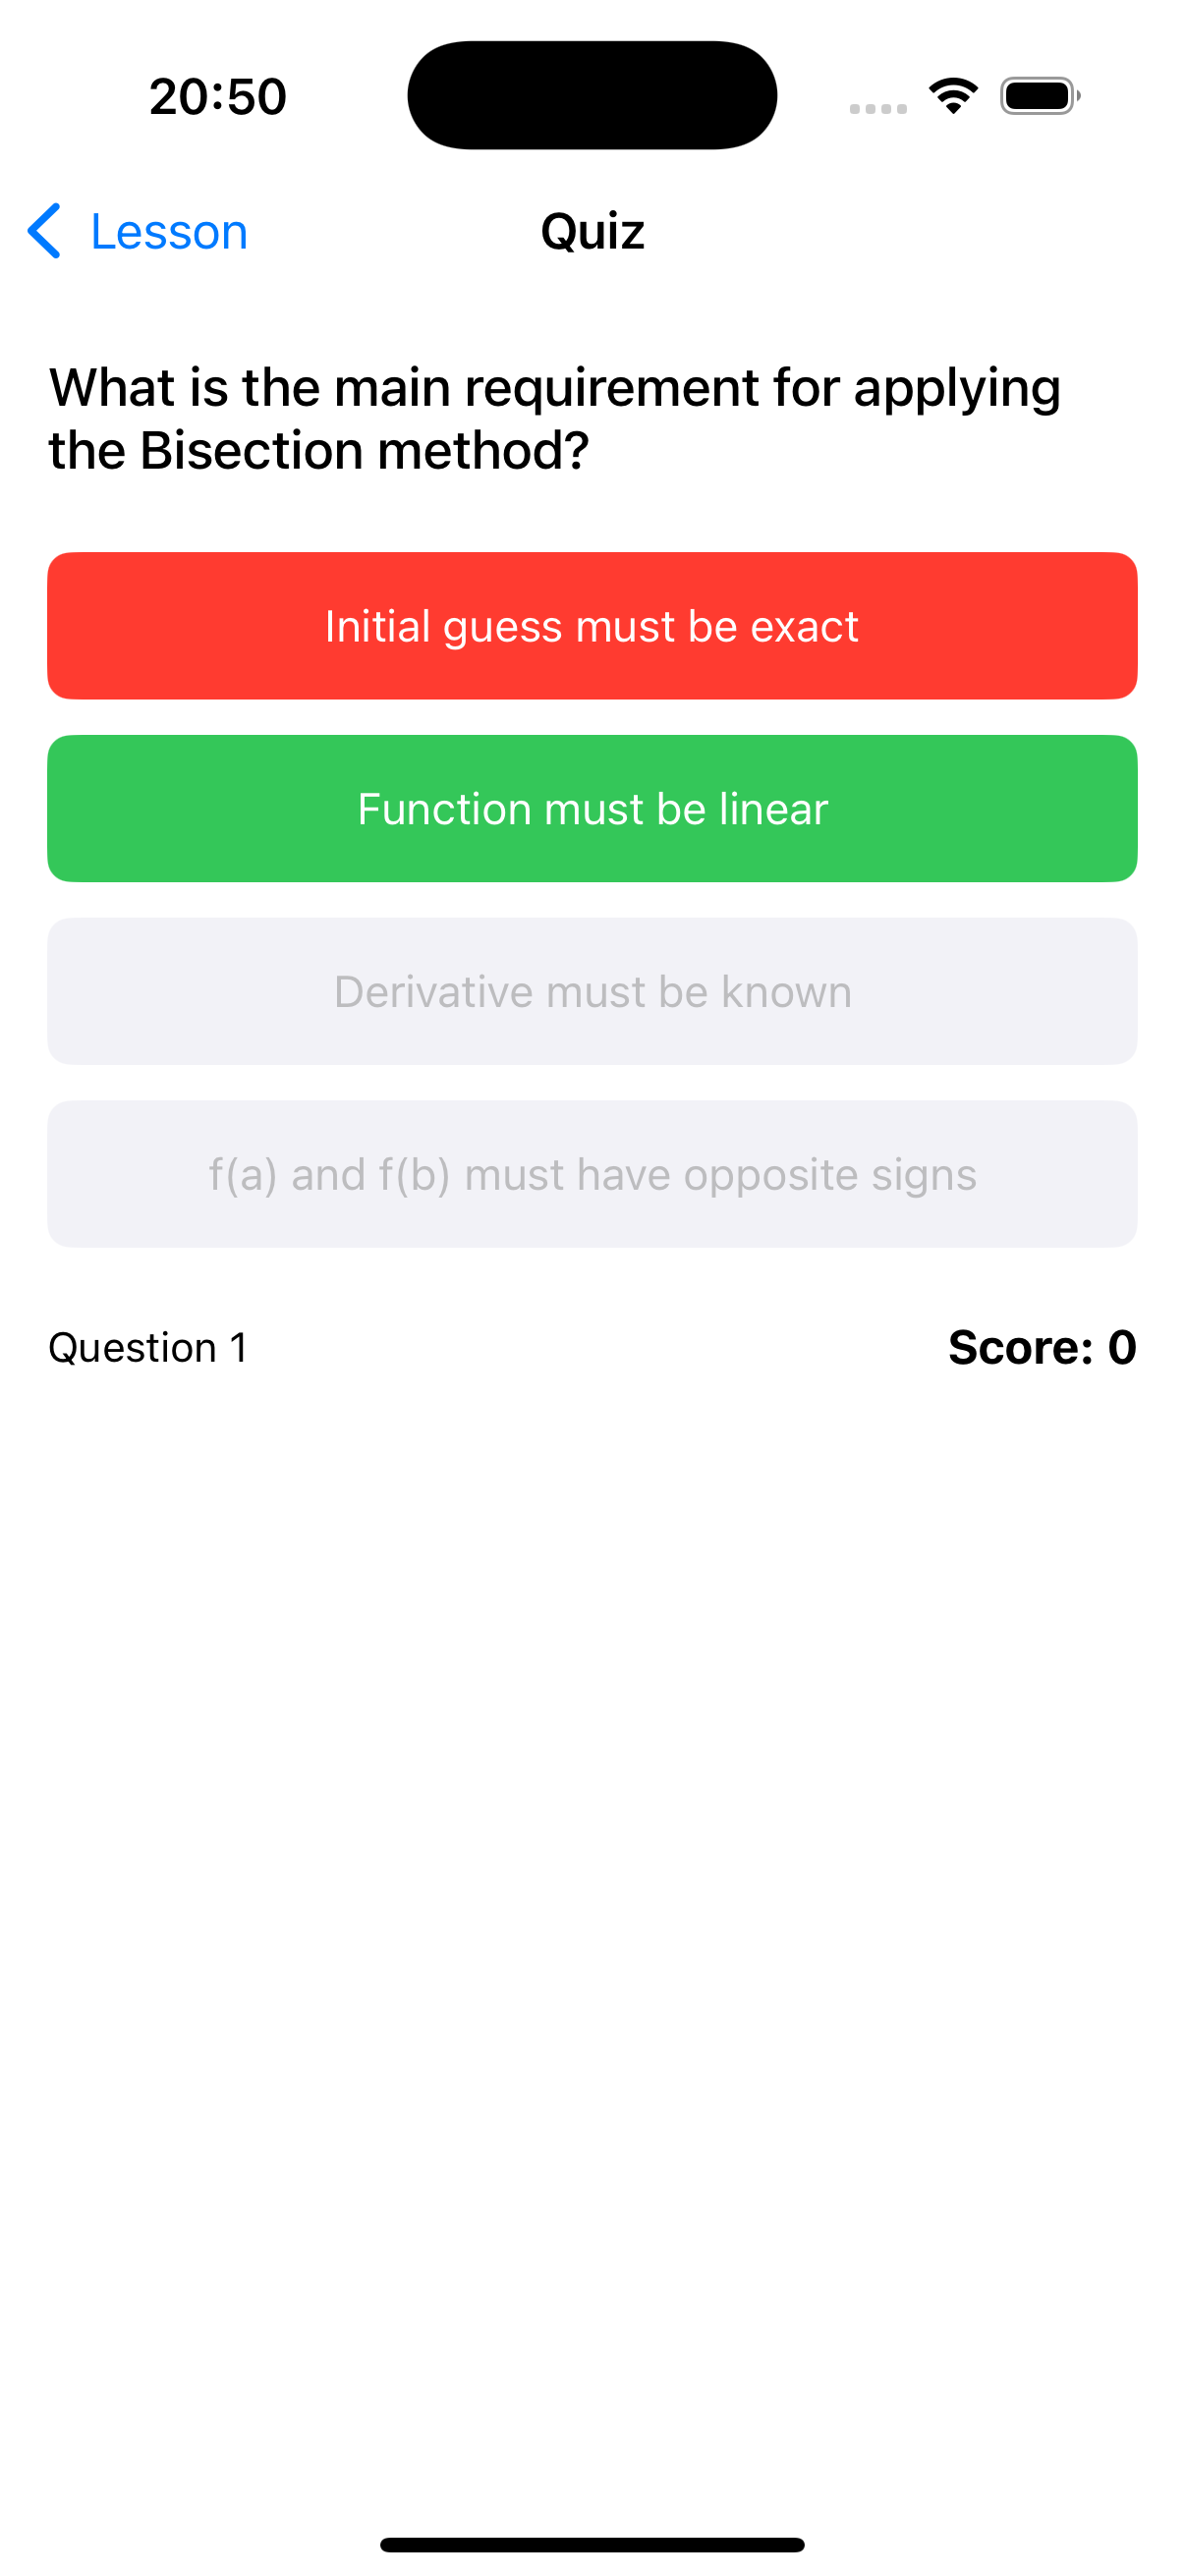 20:50
Lesson
Quiz
What is the main requirement for applying
the Bisection method?
Initial guess must be exact
Function must be linear
Derivative must be known
f(a) and f(b) must have opposite signs
Question 1
Score: 0